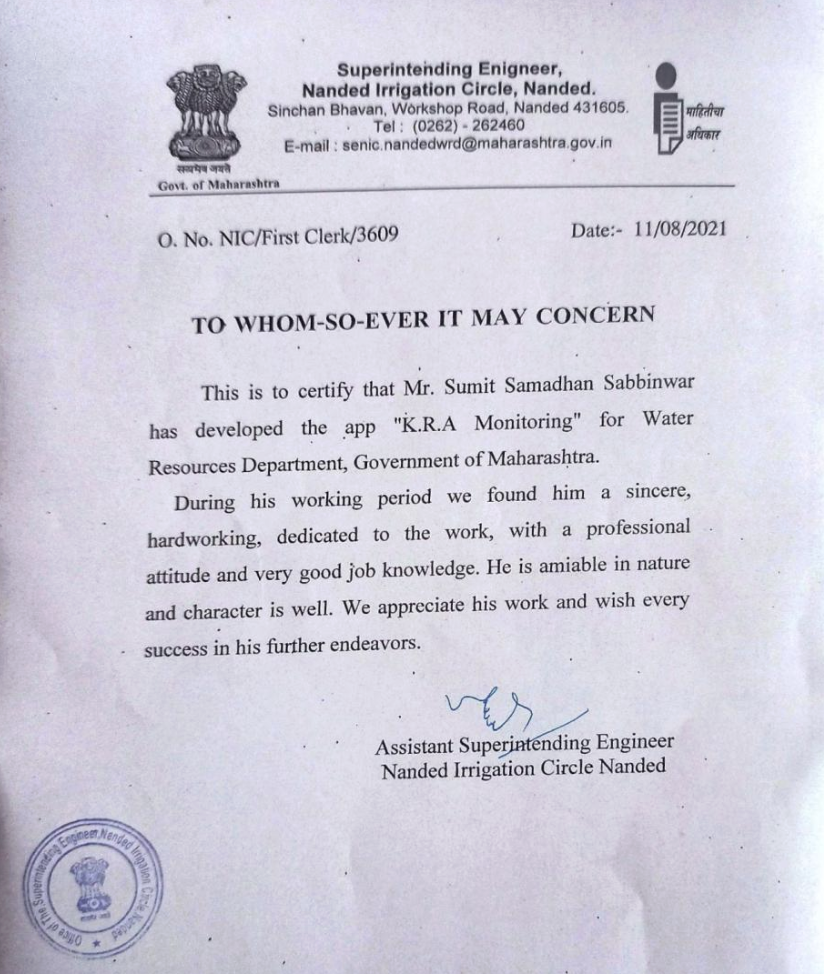 Superintending Enigneer,
Nanded Irrigation Circle, Nanded.
Sinchan Bhavan, Workshop Road, Nanded 431605.
Tel : (0262) - 262460
E-mail : senic.nandedwrd@maharashtra.gov.in
सत्यमेव जयते
Govt. of Maharashtra
माहितीचा
अधिकार
O. No. NIC/First Clerk/3609
Date:- 11/08/2021
TO WHOM-SO-EVER IT MAY CONCERN
This is to certify that Mr. Sumit Samadhan Sabbinwar
has developed the app "K.R.A Monitoring" for Water
Resources Department, Government of Maharashtra.
During his working period we found him a sincere,
hardworking, dedicated to the work, with a professional
attitude and very good job knowledge. He is amiable in nature
and character is well. We appreciate his work and wish every
success in his further endeavors.
Assistant Superintending Engineer
Nanded Irrigation Circle Nanded
Office of The Superintending Engineer, Nanded Irrigation Circle Nanded